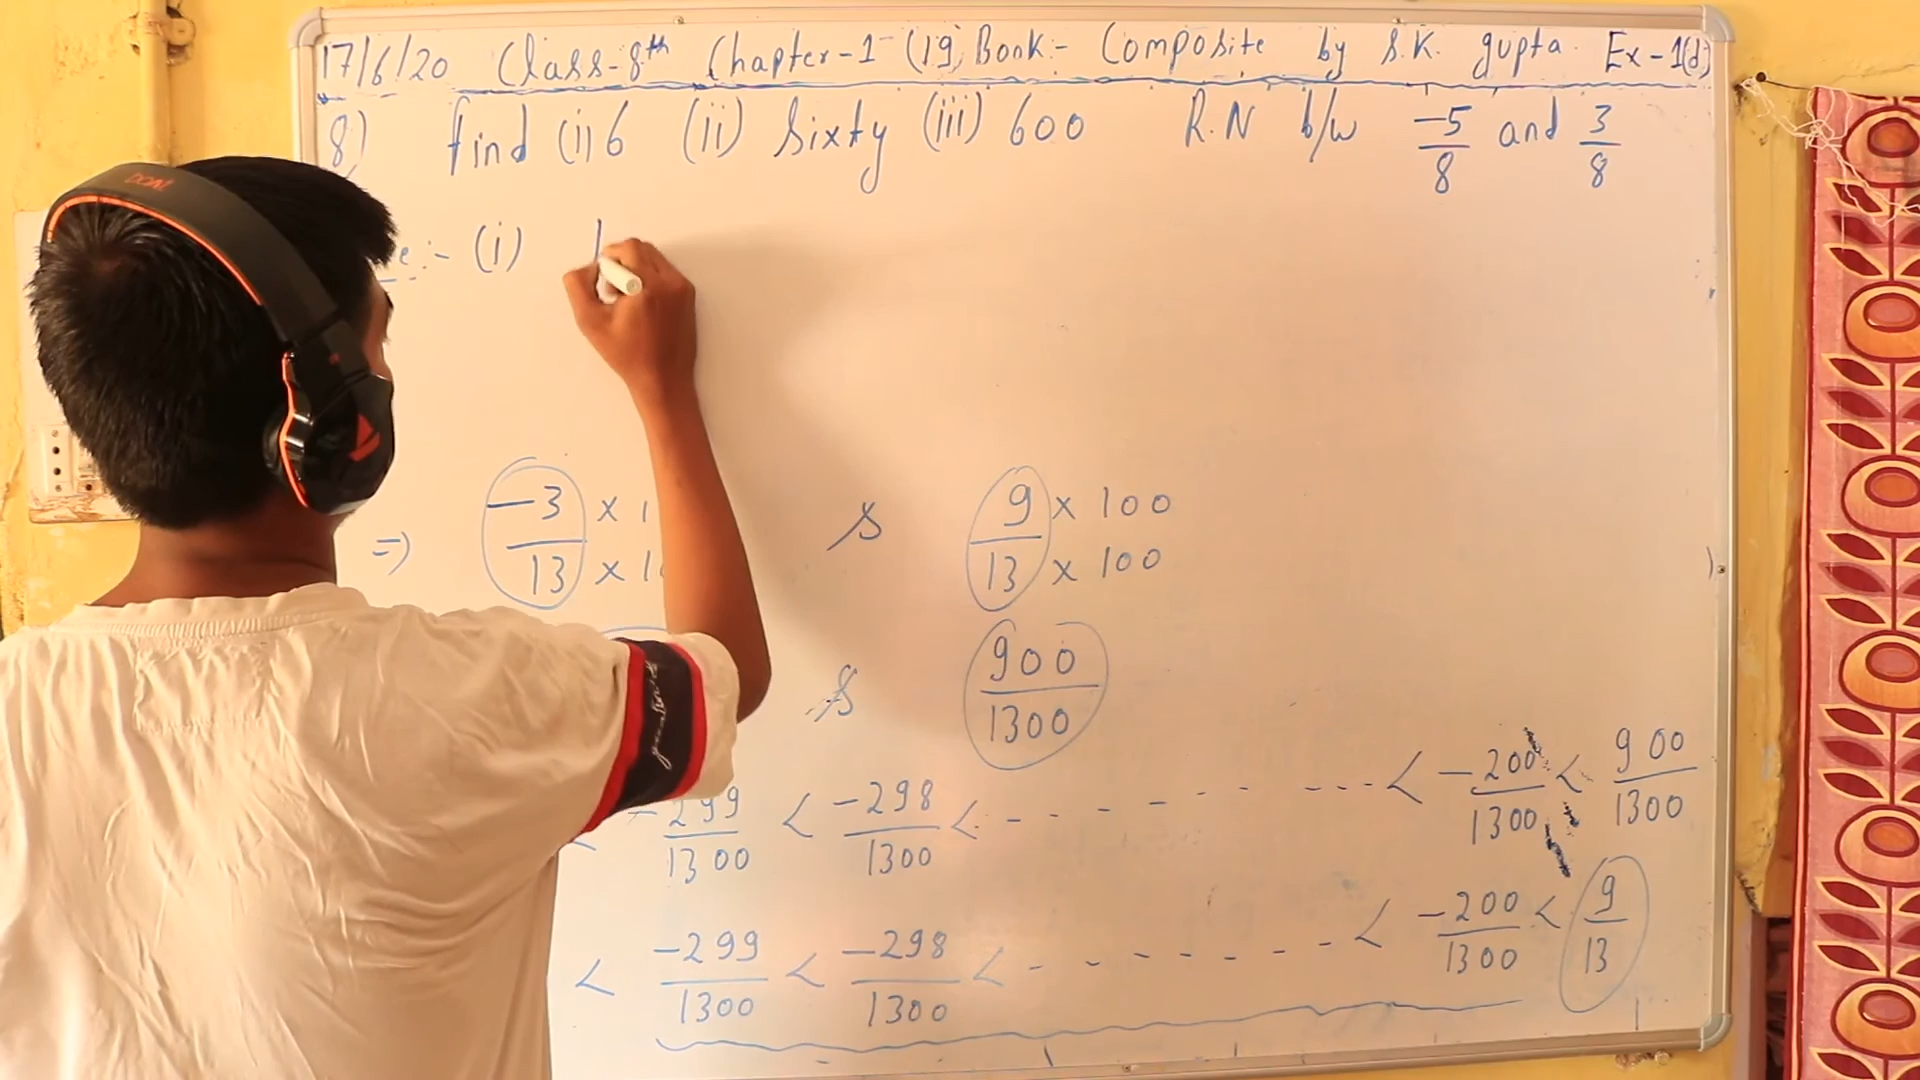 17/6/20 Class-8th Chapter-1 (19) Book:- Composite by S.K. gupta. Ex-1(d)
8) find (i) 6 (ii) Sixty (iii) 600 R.N b/w -5/8 and 3/8
e:- (i)
=> -3/13 × 1 & 9/13 × 100/100
& 900/1300
-299/1300 < -298/1300 < - - - - - - - - - - < -200/1300 < 900/1300
< -299/1300 < -298/1300 < - - - - - - - - < -200/1300 < 9/13